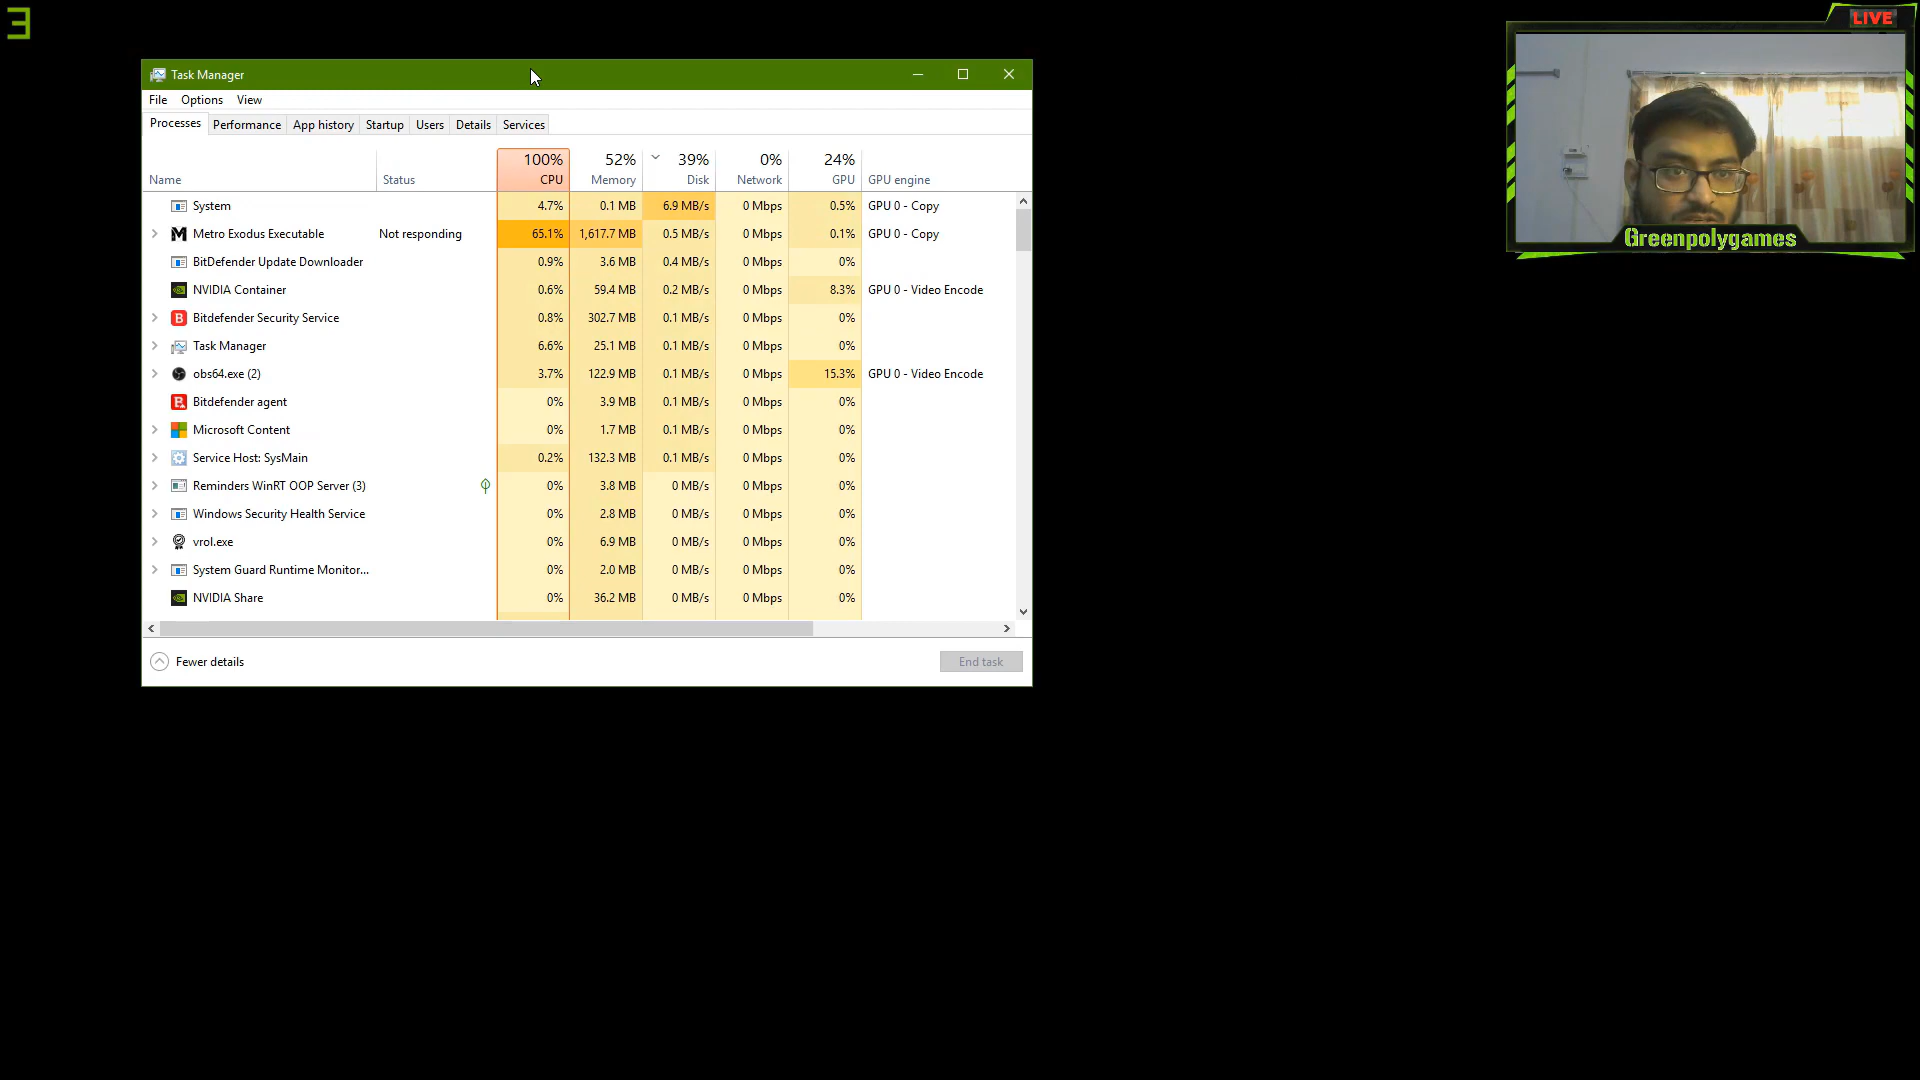 3
LIVE
Task Manager
File Options View
Processes Performance App history Startup Users Details Services
100% 52% 39% 0% 24%
Name Status CPU Memory Disk Network GPU GPU engine
System 4.7% 0.1 MB 6.9 MB/s 0 Mbps 0.5% GPU 0 - Copy
Metro Exodus Executable Not responding 65.1% 1,617.7 MB 0.5 MB/s 0 Mbps 0.1% GPU 0 - Copy
BitDefender Update Downloader 0.9% 3.6 MB 0.4 MB/s 0 Mbps 0%
NVIDIA Container 0.6% 59.4 MB 0.2 MB/s 0 Mbps 8.3% GPU 0 - Video Encode
Bitdefender Security Service 0.8% 302.7 MB 0.1 MB/s 0 Mbps 0%
Task Manager 6.6% 25.1 MB 0.1 MB/s 0 Mbps 0%
obs64.exe (2) 3.7% 122.9 MB 0.1 MB/s 0 Mbps 15.3% GPU 0 - Video Encode
Bitdefender agent 0% 3.9 MB 0.1 MB/s 0 Mbps 0%
Microsoft Content 0% 1.7 MB 0.1 MB/s 0 Mbps 0%
Service Host: SysMain 0.2% 132.3 MB 0.1 MB/s 0 Mbps 0%
Reminders WinRT OOP Server (3) 0% 3.8 MB 0 MB/s 0 Mbps 0%
Windows Security Health Service 0% 2.8 MB 0 MB/s 0 Mbps 0%
vrol.exe 0% 6.9 MB 0 MB/s 0 Mbps 0%
System Guard Runtime Monitor... 0% 2.0 MB 0 MB/s 0 Mbps 0%
NVIDIA Share 0% 36.2 MB 0 MB/s 0 Mbps 0%
Fewer details End task
Greenpolygames